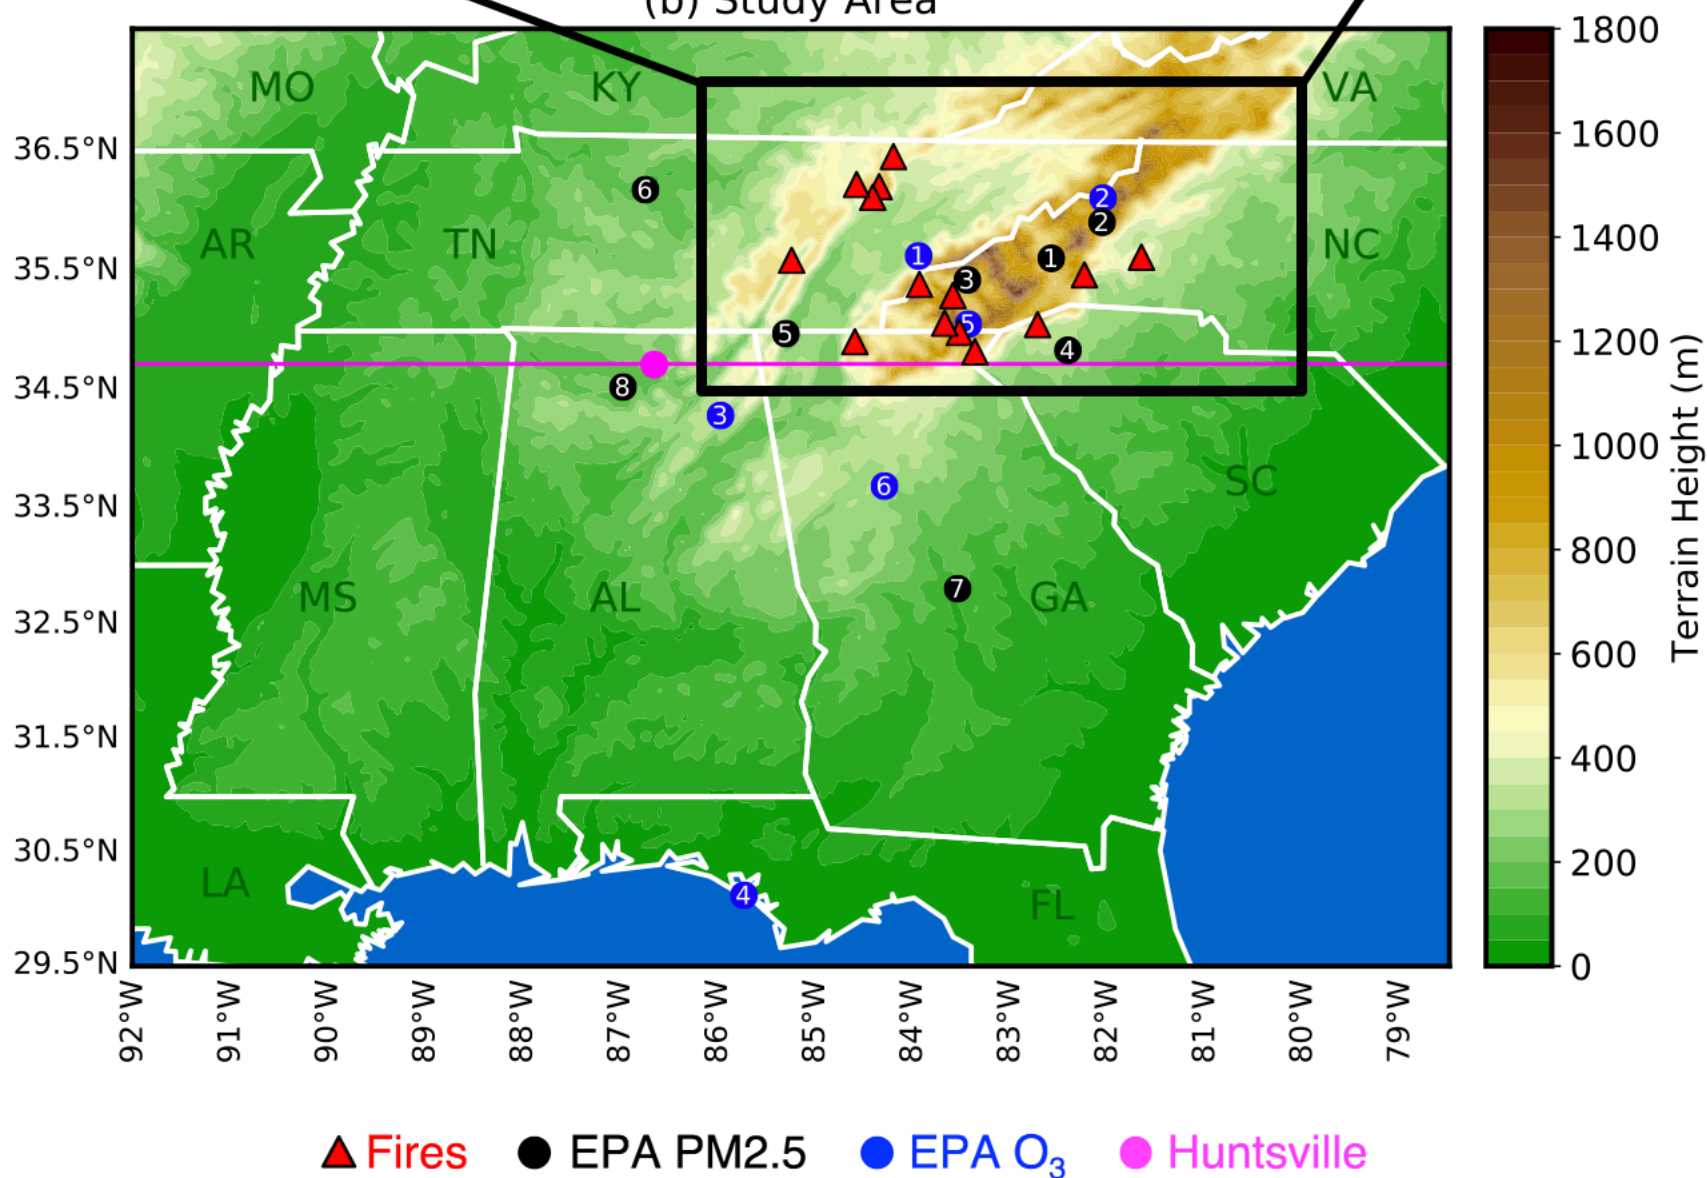 (b) Study Area
MO
KY
VA
36.5°N
6
2
2
AR
TN
NC
35.5°N
1
1
3
5
5
4
34.5°N
8
3
SC
33.5°N
6
7
MS
AL
GA
32.5°N
31.5°N
30.5°N
LA
4
FL
29.5°N
92°W
91°W
90°W
89°W
88°W
87°W
86°W
85°W
84°W
83°W
82°W
81°W
80°W
79°W
1800
1600
1400
1200
1000
800
600
400
200
0
Terrain Height (m)
Fires EPA PM2.5 EPA O₃ Huntsville